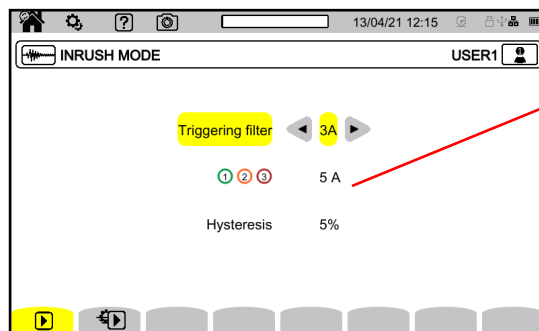 ? 13/04/21 12:15
INRUSH MODE USER1
Triggering filter ◄ 3A ►
1 2 3 5 A
Hysteresis 5%